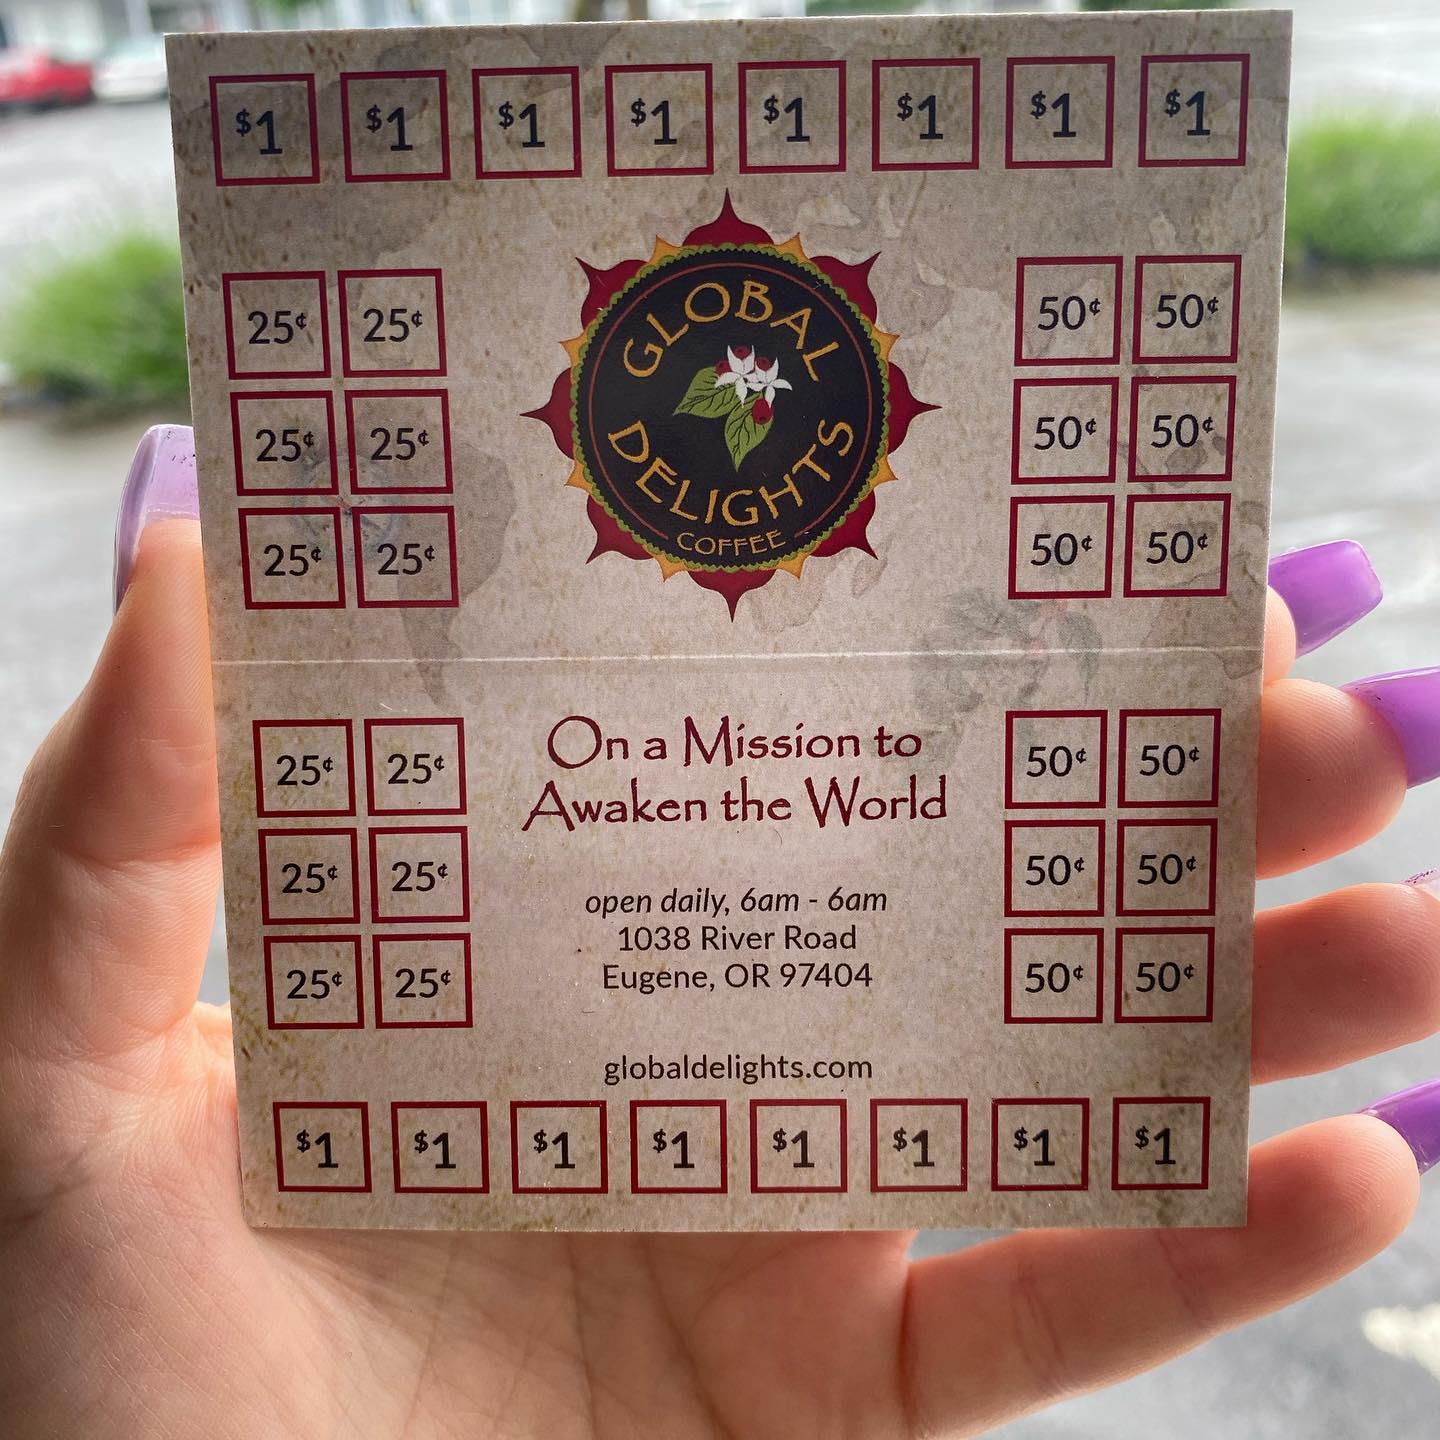 $1 $1 $1 $1 $1 $1 $1 $1
25¢ 25¢
25¢ 25¢
25¢ 25¢
GLOBAL
DELIGHTS
COFFEE
50¢ 50¢
50¢ 50¢
50¢ 50¢
25¢ 25¢
25¢ 25¢
25¢ 25¢
On a Mission to
Awaken the World
open daily, 6am - 6am
1038 River Road
Eugene, OR 97404
globaldelights.com
50¢ 50¢
50¢ 50¢
50¢ 50¢
$1 $1 $1 $1 $1 $1 $1 $1